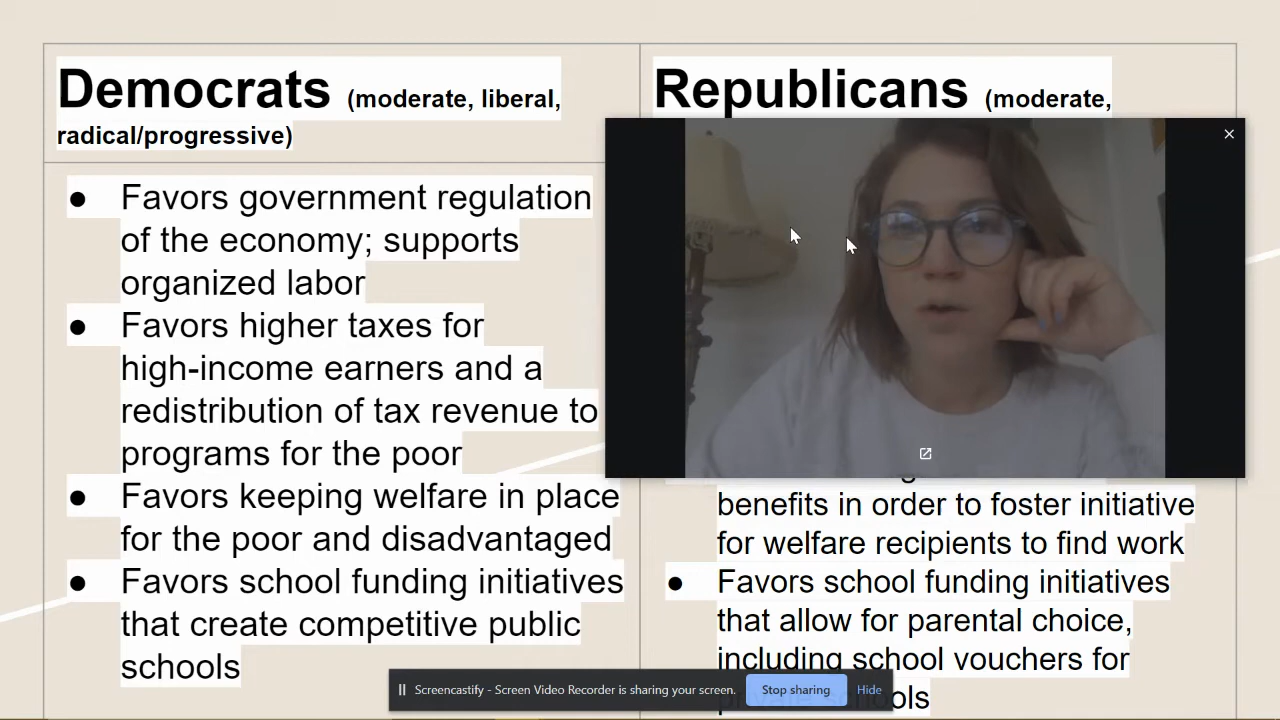 Democrats (moderate, liberal,
radical/progressive)
● Favors government regulation
of the economy; supports
organized labor
● Favors higher taxes for
high-income earners and a
redistribution of tax revenue to
programs for the poor
● Favors keeping welfare in place
for the poor and disadvantaged
● Favors school funding initiatives
that create competitive public
schools
Republicans (moderate,
benefits in order to foster initiative
for welfare recipients to find work
● Favors school funding initiatives
that allow for parental choice,
including school vouchers for
Screencastify - Screen Video Recorder is sharing your screen. Stop sharing Hide